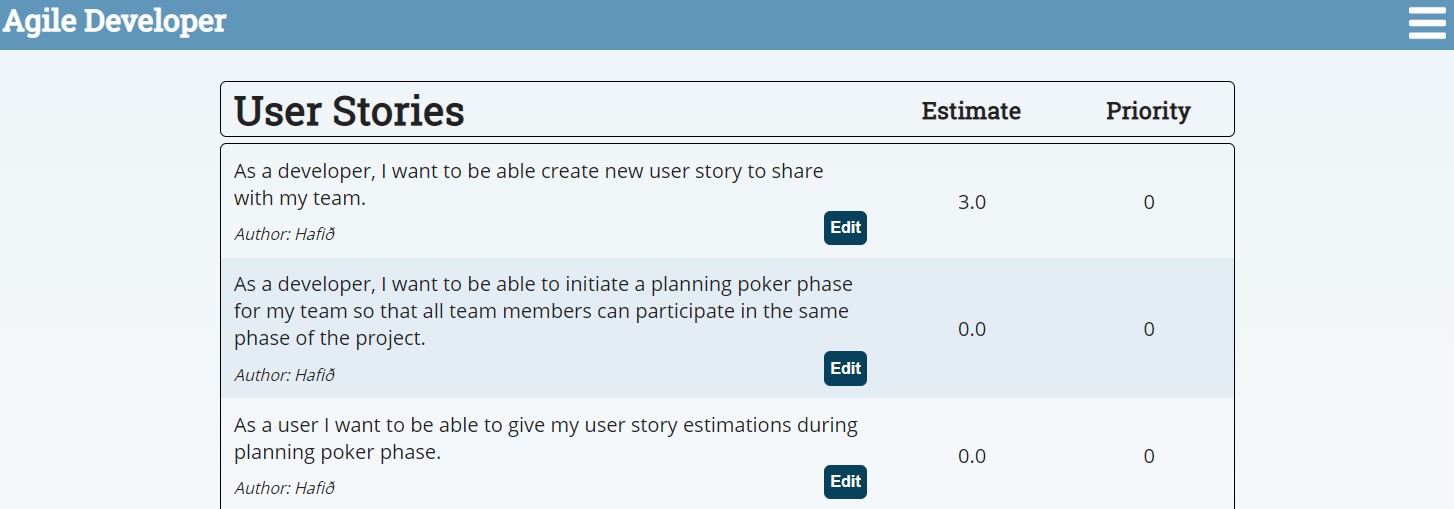 Agile Developer
User Stories Estimate Priority
As a developer, I want to be able create new user story to share
with my team.
3.0 0
Author: Hafið
Edit
As a developer, I want to be able to initiate a planning poker phase
for my team so that all team members can participate in the same
phase of the project.
0.0 0
Author: Hafið
Edit
As a user I want to be able to give my user story estimations during
planning poker phase.
0.0 0
Author: Hafið
Edit